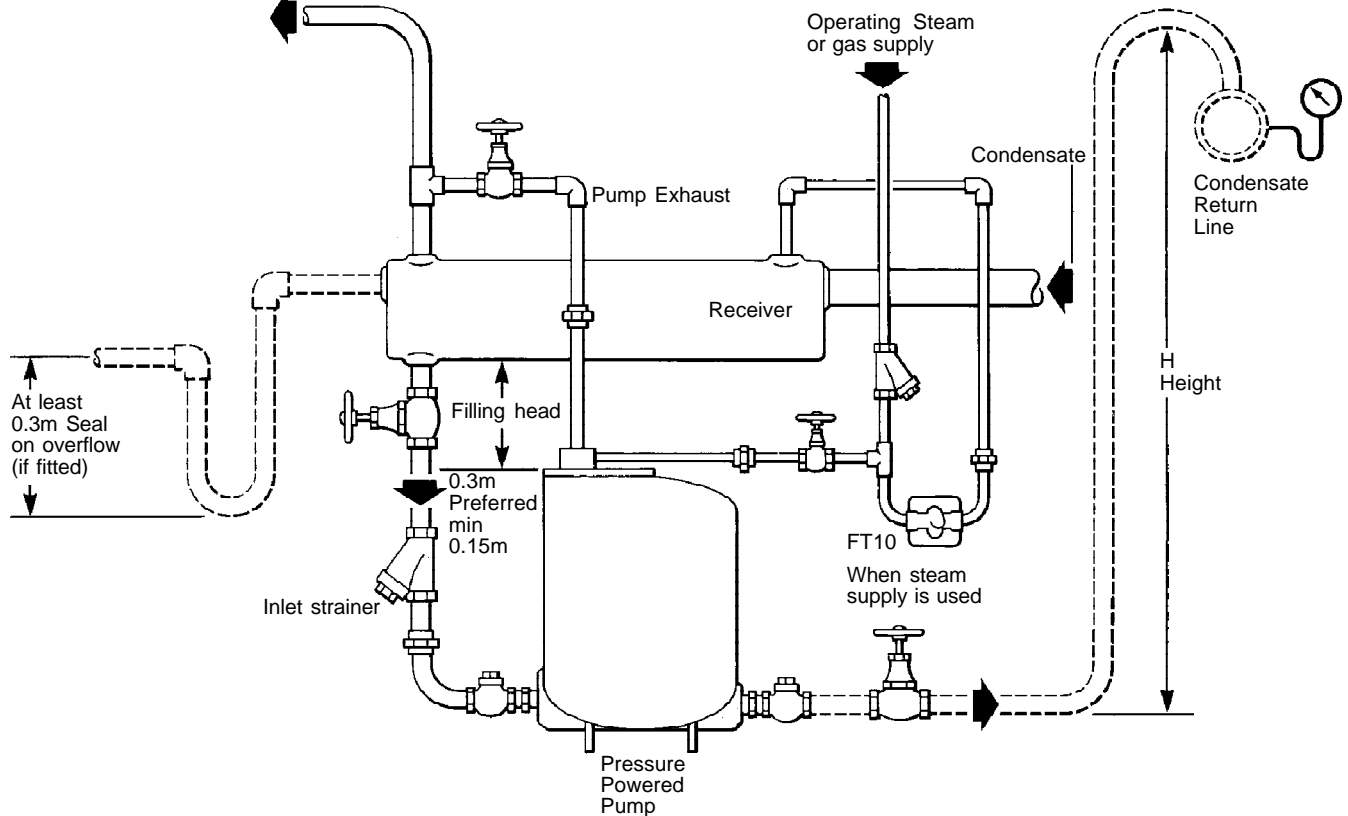 Operating Steam
or gas supply
Condensate
Pump Exhaust
Condensate
Return
Line
Receiver
H
Height
At least
0.3m Seal
on overflow
(if fitted)
Filling head
0.3m
Preferred
min
0.15m
FT10
When steam
supply is used
Inlet strainer
Pressure
Powered
Pump